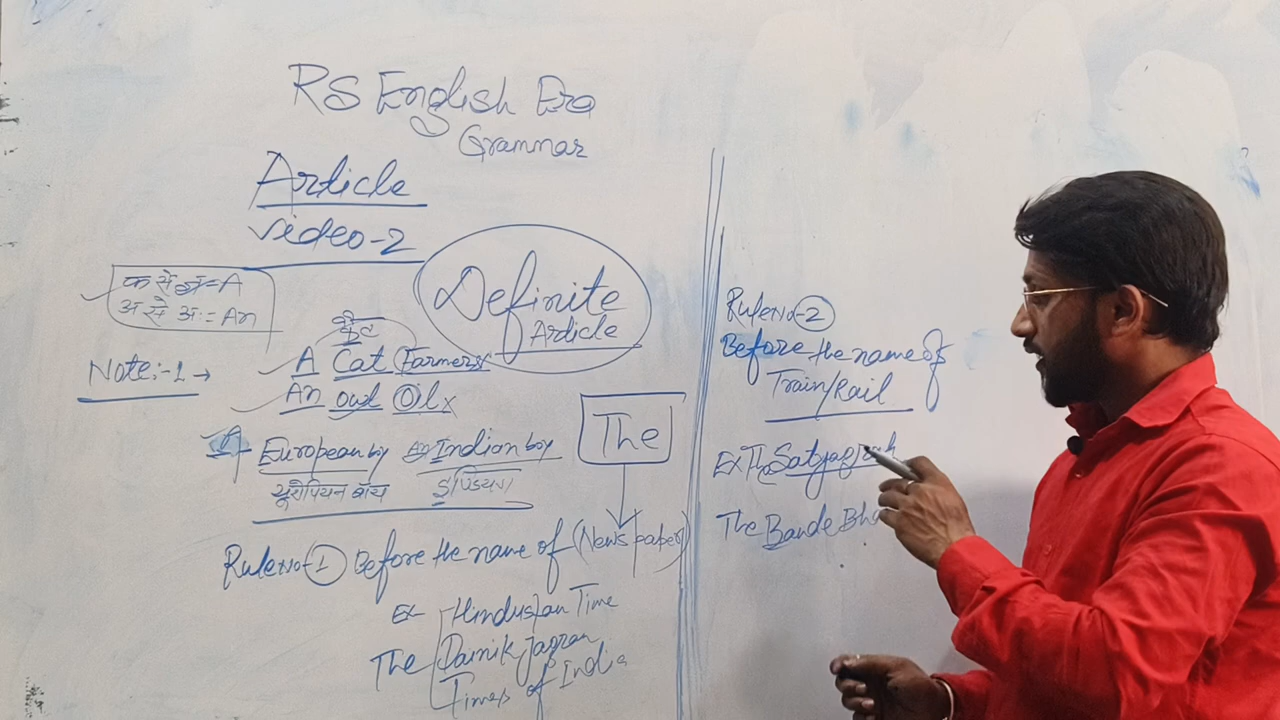 RS English Era
Grammar
Article
Video-2
Definite
Article
क से ज्ञ = A
अ से अः = An
कैट
Note:-1 → A Cat Farmers
An owl Oil x
A European boy An Indian boy
यूरोपियन बॉय इण्डियन
The
Rule No-1 Before the name of (News paper)
Ex- Hindustan Time
The Dainik Jagran
Times of India
Rule No-2
Before the name of
Train/Rail
Ex The Satyagrah
The Bande Bha